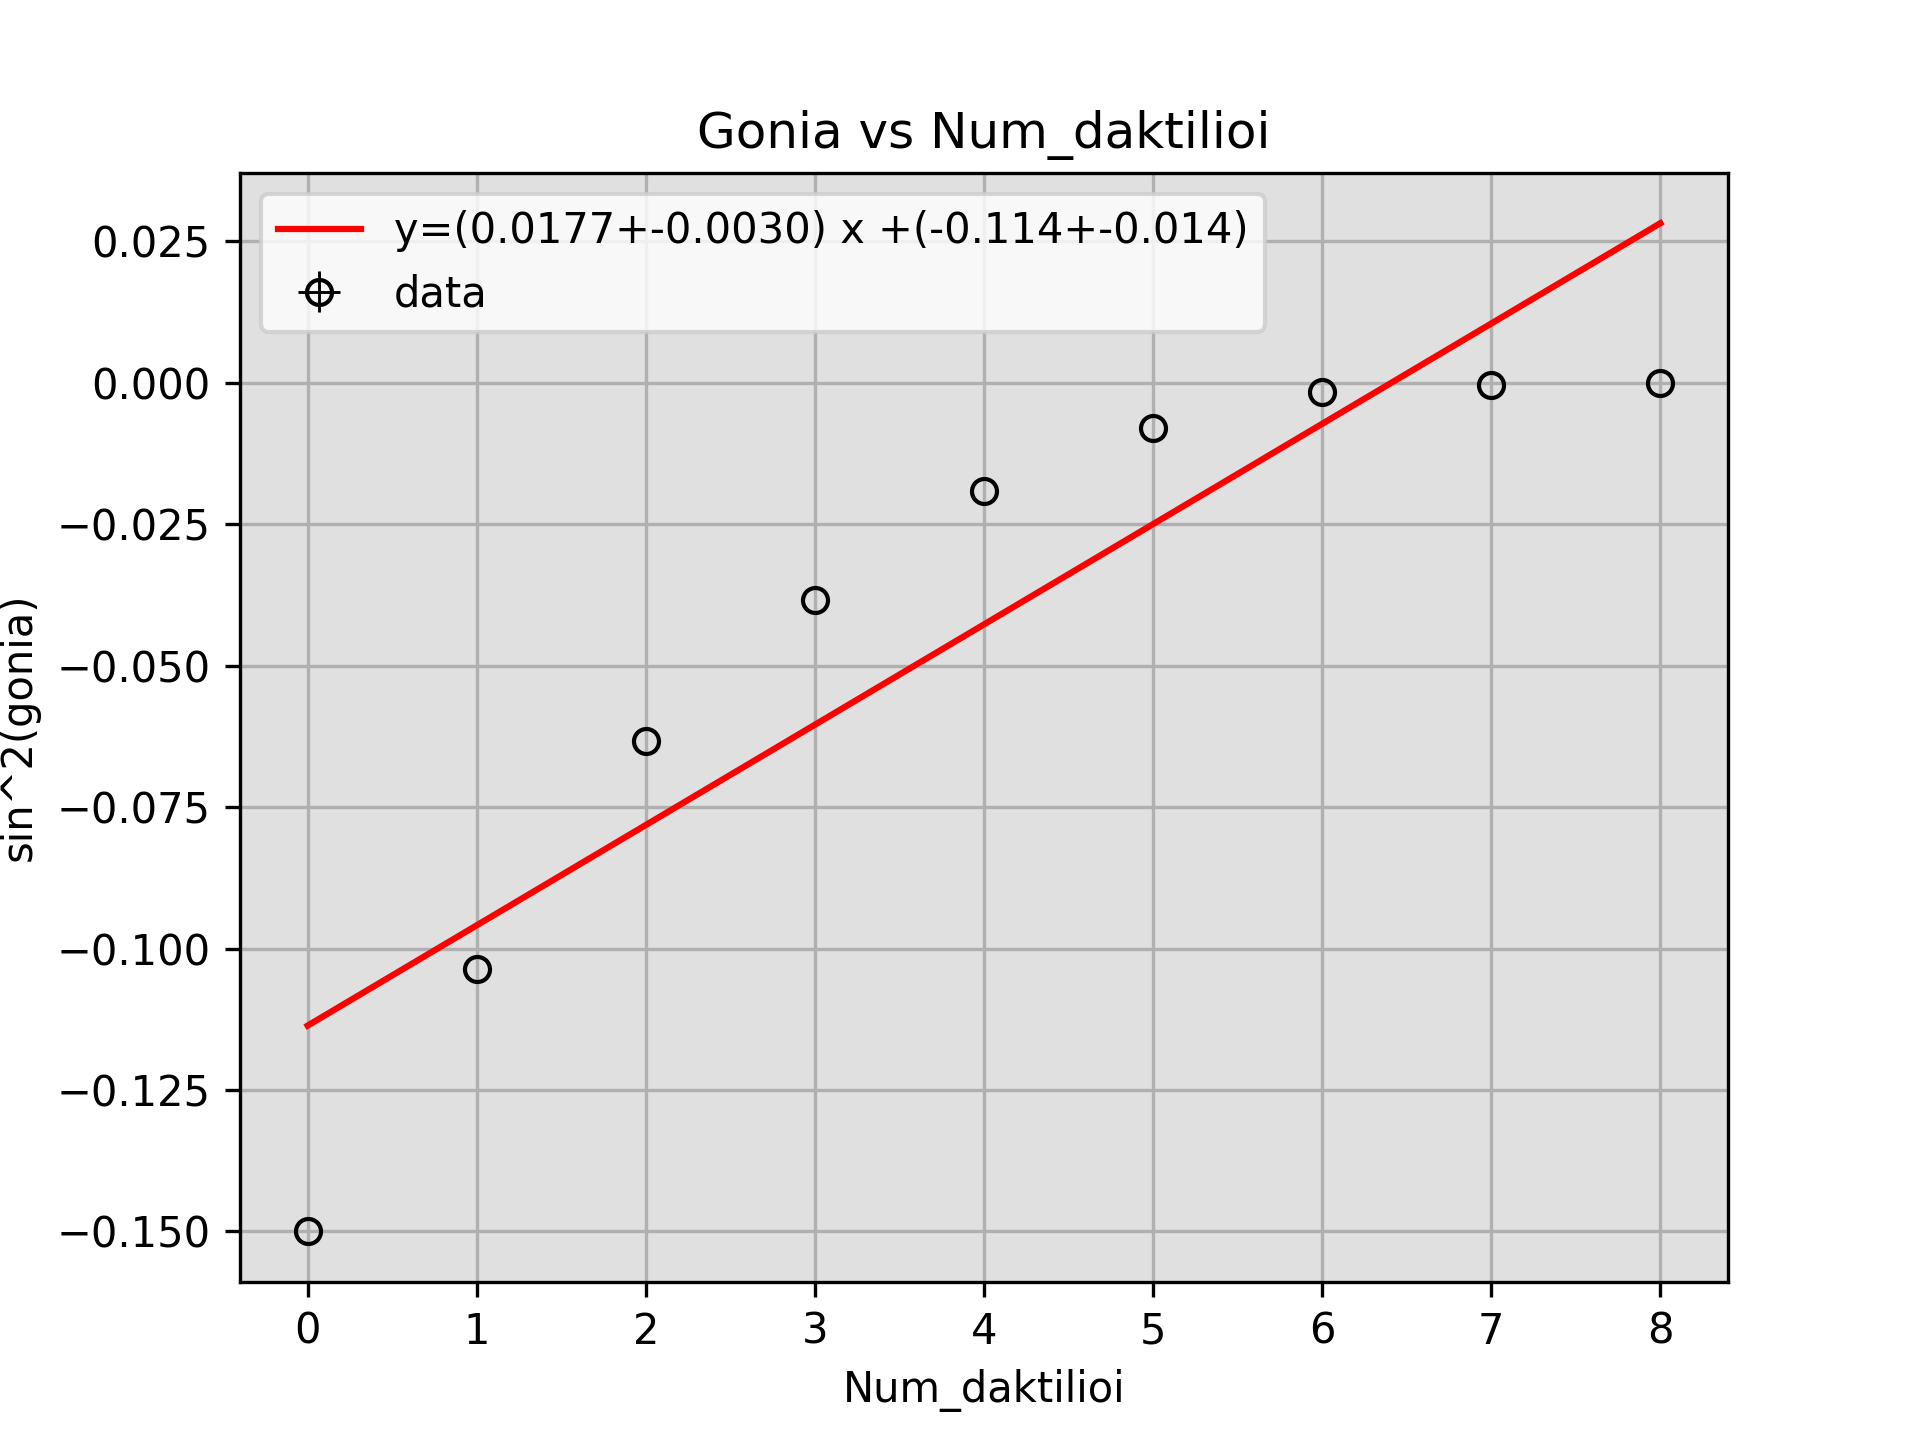 Gonia vs Num_daktilioi
y=(0.0177+-0.0030) x +(-0.114+-0.014)
data
0.025
0.000
−0.025
−0.050
−0.075
−0.100
−0.125
−0.150
sin^2(gonia)
0 1 2 3 4 5 6 7 8
Num_daktilioi